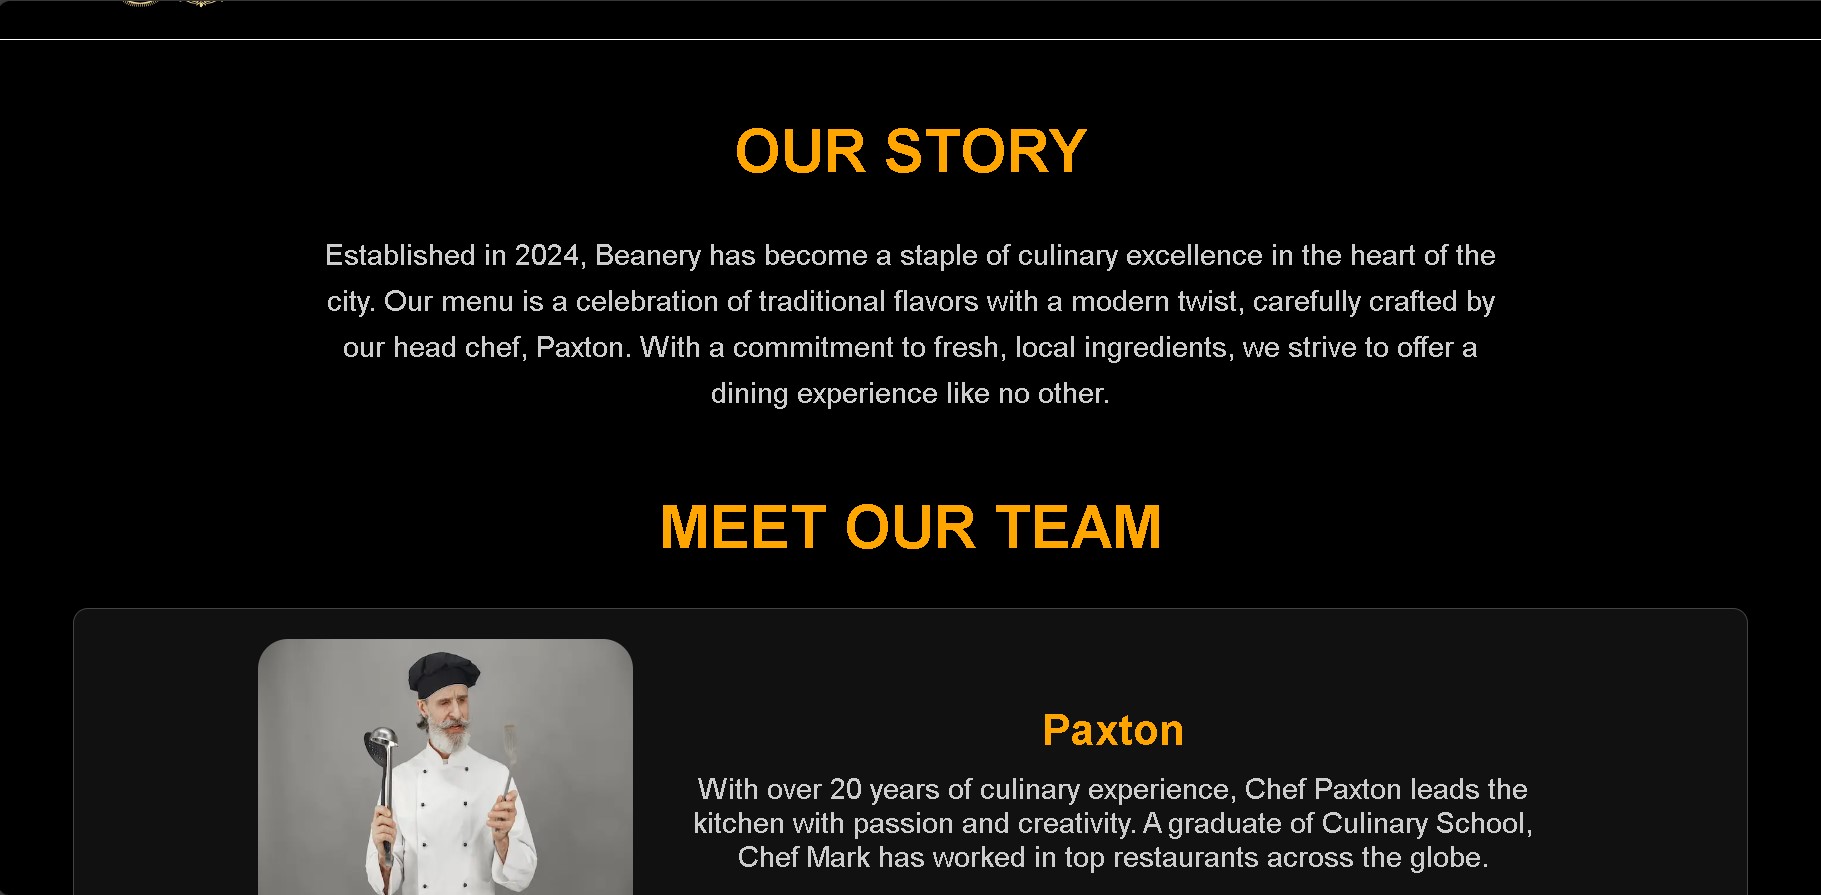 OUR STORY
Established in 2024, Beanery has become a staple of culinary excellence in the heart of the
city. Our menu is a celebration of traditional flavors with a modern twist, carefully crafted by
our head chef, Paxton. With a commitment to fresh, local ingredients, we strive to offer a
dining experience like no other.
MEET OUR TEAM
Paxton
With over 20 years of culinary experience, Chef Paxton leads the
kitchen with passion and creativity. A graduate of Culinary School,
Chef Mark has worked in top restaurants across the globe.